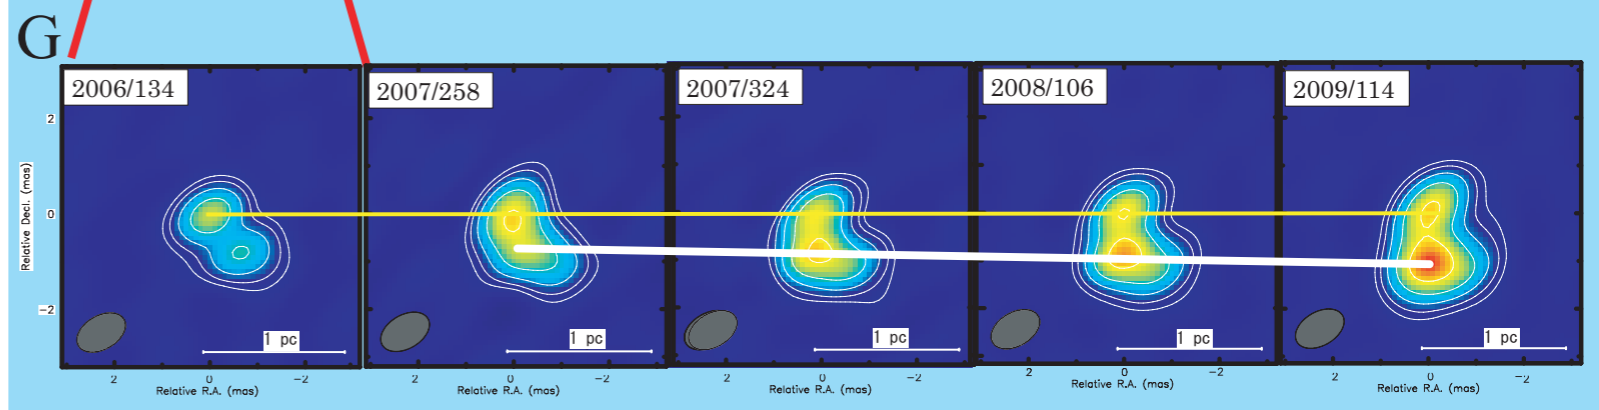 G
2006/134
2007/258
2007/324
2008/106
2009/114
Relative Decl. (mas)
2
0
−2
1 pc
1 pc
1 pc
1 pc
1 pc
2 0 −2
2 0 −2
2 0 −2
2 0 −2
2 0 −2
Relative R.A. (mas)
Relative R.A. (mas)
Relative R.A. (mas)
Relative R.A. (mas)
Relative R.A. (mas)